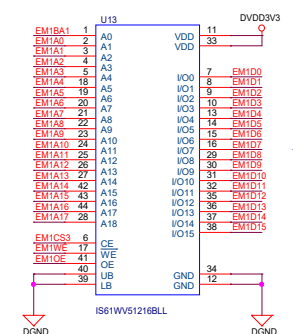 U13
DVDD3V3
EM1BA1 1 A0 VDD 11
EM1A0 2 A1 VDD 33
EM1A1 3 A2
EM1A2 4 A3
EM1A3 5 A4 I/O0 7 EM1D0
EM1A4 18 A5 I/O1 8 EM1D1
EM1A5 19 A6 I/O2 9 EM1D2
EM1A6 20 A7 I/O3 10 EM1D3
EM1A7 21 A8 I/O4 13 EM1D4
EM1A8 22 A9 I/O5 14 EM1D5
EM1A9 23 A10 I/O6 15 EM1D6
EM1A10 24 A11 I/O7 16 EM1D7
EM1A11 25 A12 I/O8 29 EM1D8
EM1A12 26 A13 I/O9 30 EM1D9
EM1A13 27 A14 I/O10 31 EM1D10
EM1A14 42 A15 I/O11 32 EM1D11
EM1A15 43 A16 I/O12 35 EM1D12
EM1A16 44 A17 I/O13 36 EM1D13
EM1A17 28 A18 I/O14 37 EM1D14
I/O15 38 EM1D15
EM1CS3 6 CE
EM1WE 17 WE
EM1OE 41 OE
40 UB GND 34
39 LB GND 12
IS61WV51216BLL
DGND DGND